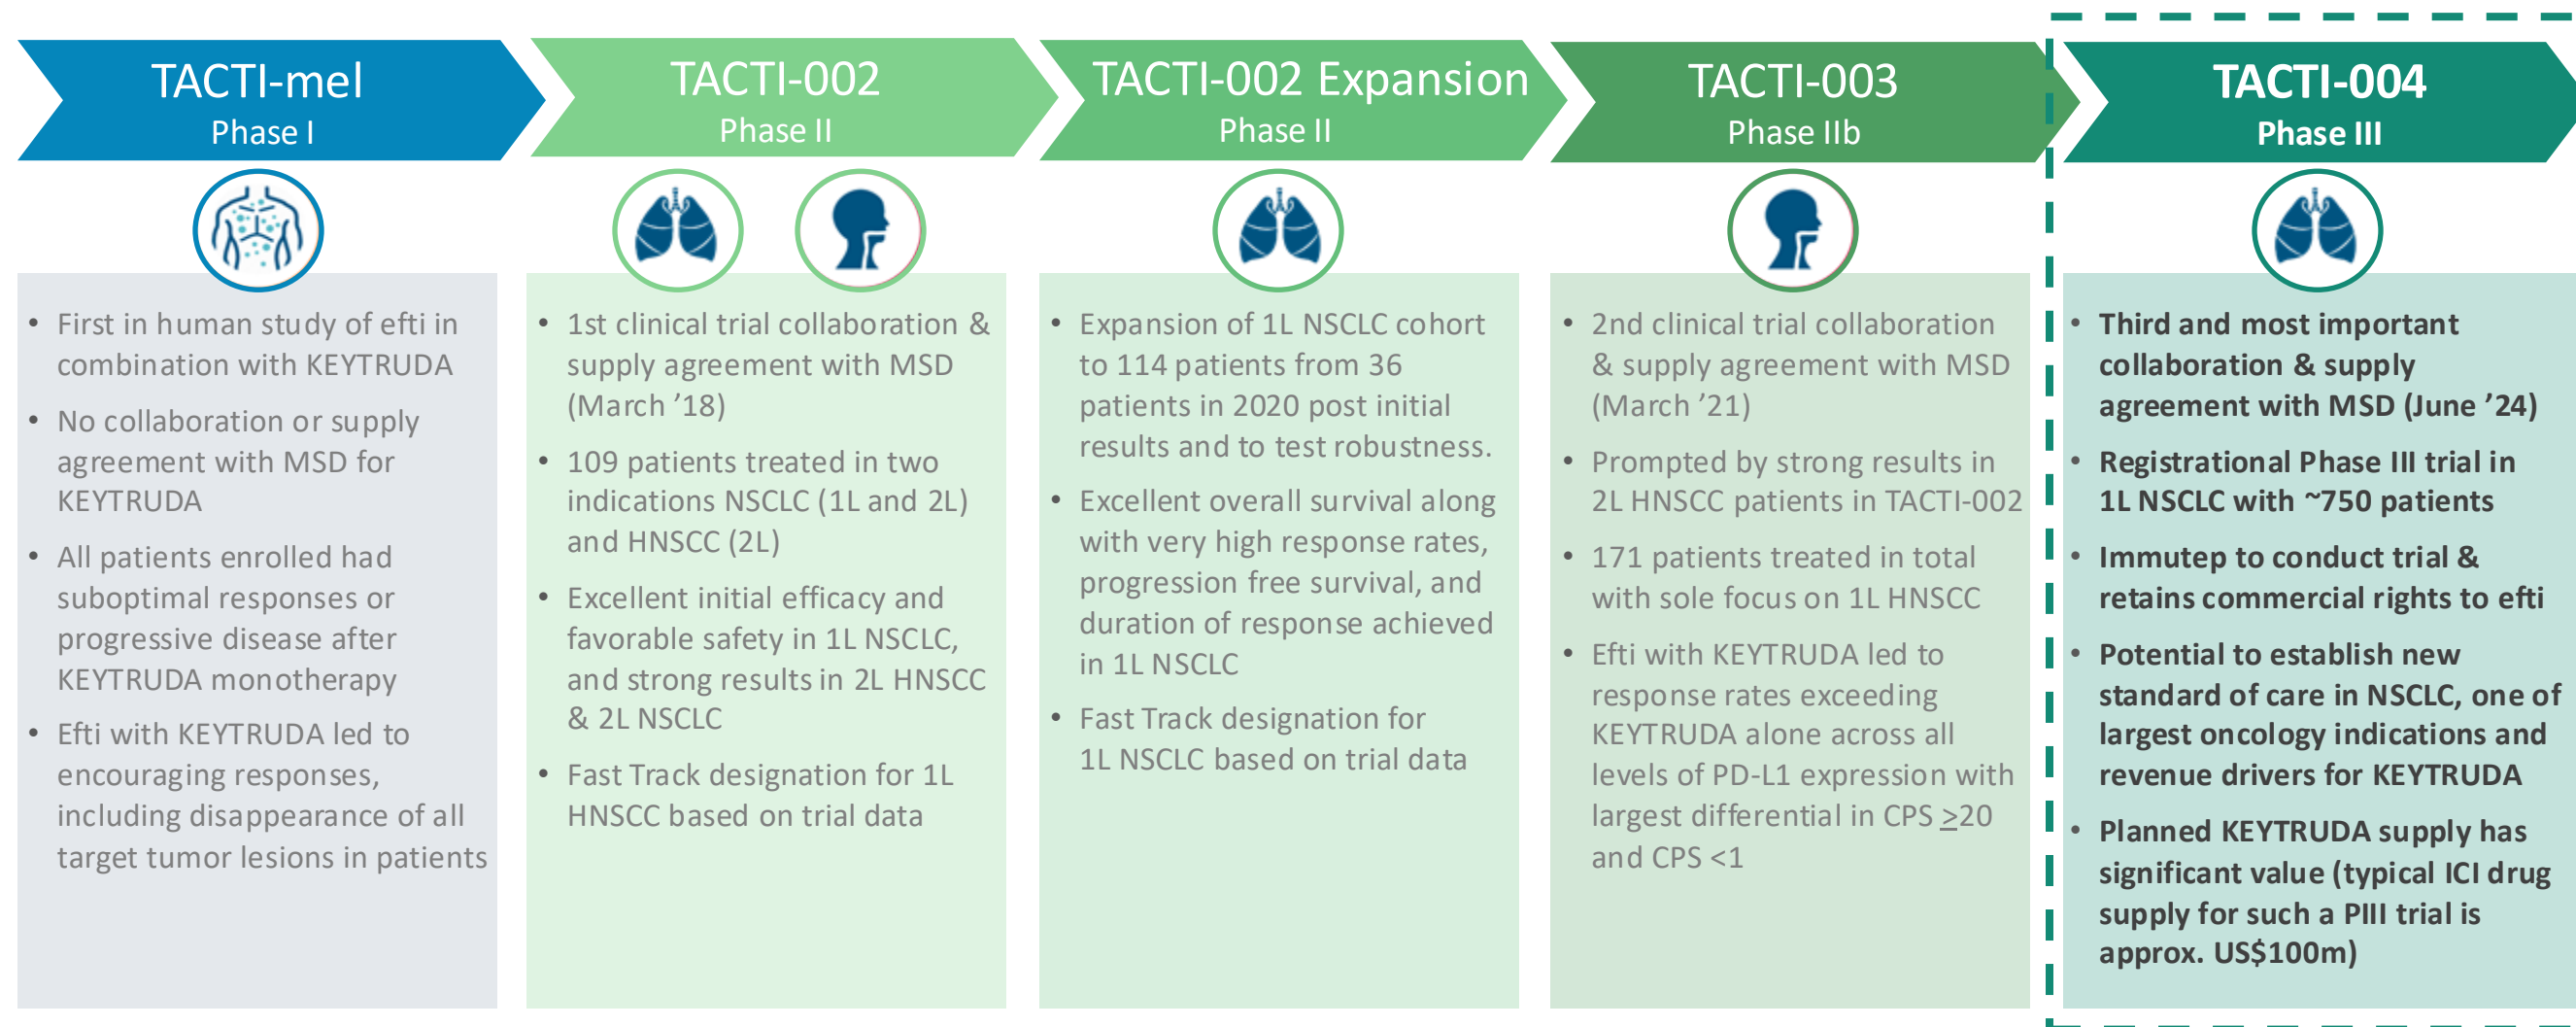 TACTI-mel
Phase I
• First in human study of efti in
combination with KEYTRUDA
• No collaboration or supply
agreement with MSD for
KEYTRUDA
• All patients enrolled had
suboptimal responses or
progressive disease after
KEYTRUDA monotherapy
• Efti with KEYTRUDA led to
encouraging responses,
including disappearance of all
target tumor lesions in patients
TACTI-002
Phase II
• 1st clinical trial collaboration &
supply agreement with MSD
(March ’18)
• 109 patients treated in two
indications NSCLC (1L and 2L)
and HNSCC (2L)
• Excellent initial efficacy and
favorable safety in 1L NSCLC,
and strong results in 2L HNSCC
& 2L NSCLC
• Fast Track designation for 1L
HNSCC based on trial data
TACTI-002 Expansion
Phase II
• Expansion of 1L NSCLC cohort
to 114 patients from 36
patients in 2020 post initial
results and to test robustness.
• Excellent overall survival along
with very high response rates,
progression free survival, and
duration of response achieved
in 1L NSCLC
• Fast Track designation for
1L NSCLC based on trial data
TACTI-003
Phase IIb
• 2nd clinical trial collaboration
& supply agreement with MSD
(March ’21)
• Prompted by strong results in
2L HNSCC patients in TACTI-002
• 171 patients treated in total
with sole focus on 1L HNSCC
• Efti with KEYTRUDA led to
response rates exceeding
KEYTRUDA alone across all
levels of PD-L1 expression with
largest differential in CPS ≥20
and CPS <1
TACTI-004
Phase III
• Third and most important
collaboration & supply
agreement with MSD (June ’24)
• Registrational Phase III trial in
1L NSCLC with ~750 patients
• Immutep to conduct trial &
retains commercial rights to efti
• Potential to establish new
standard of care in NSCLC, one of
largest oncology indications and
revenue drivers for KEYTRUDA
• Planned KEYTRUDA supply has
significant value (typical ICI drug
supply for such a PIII trial is
approx. US$100m)